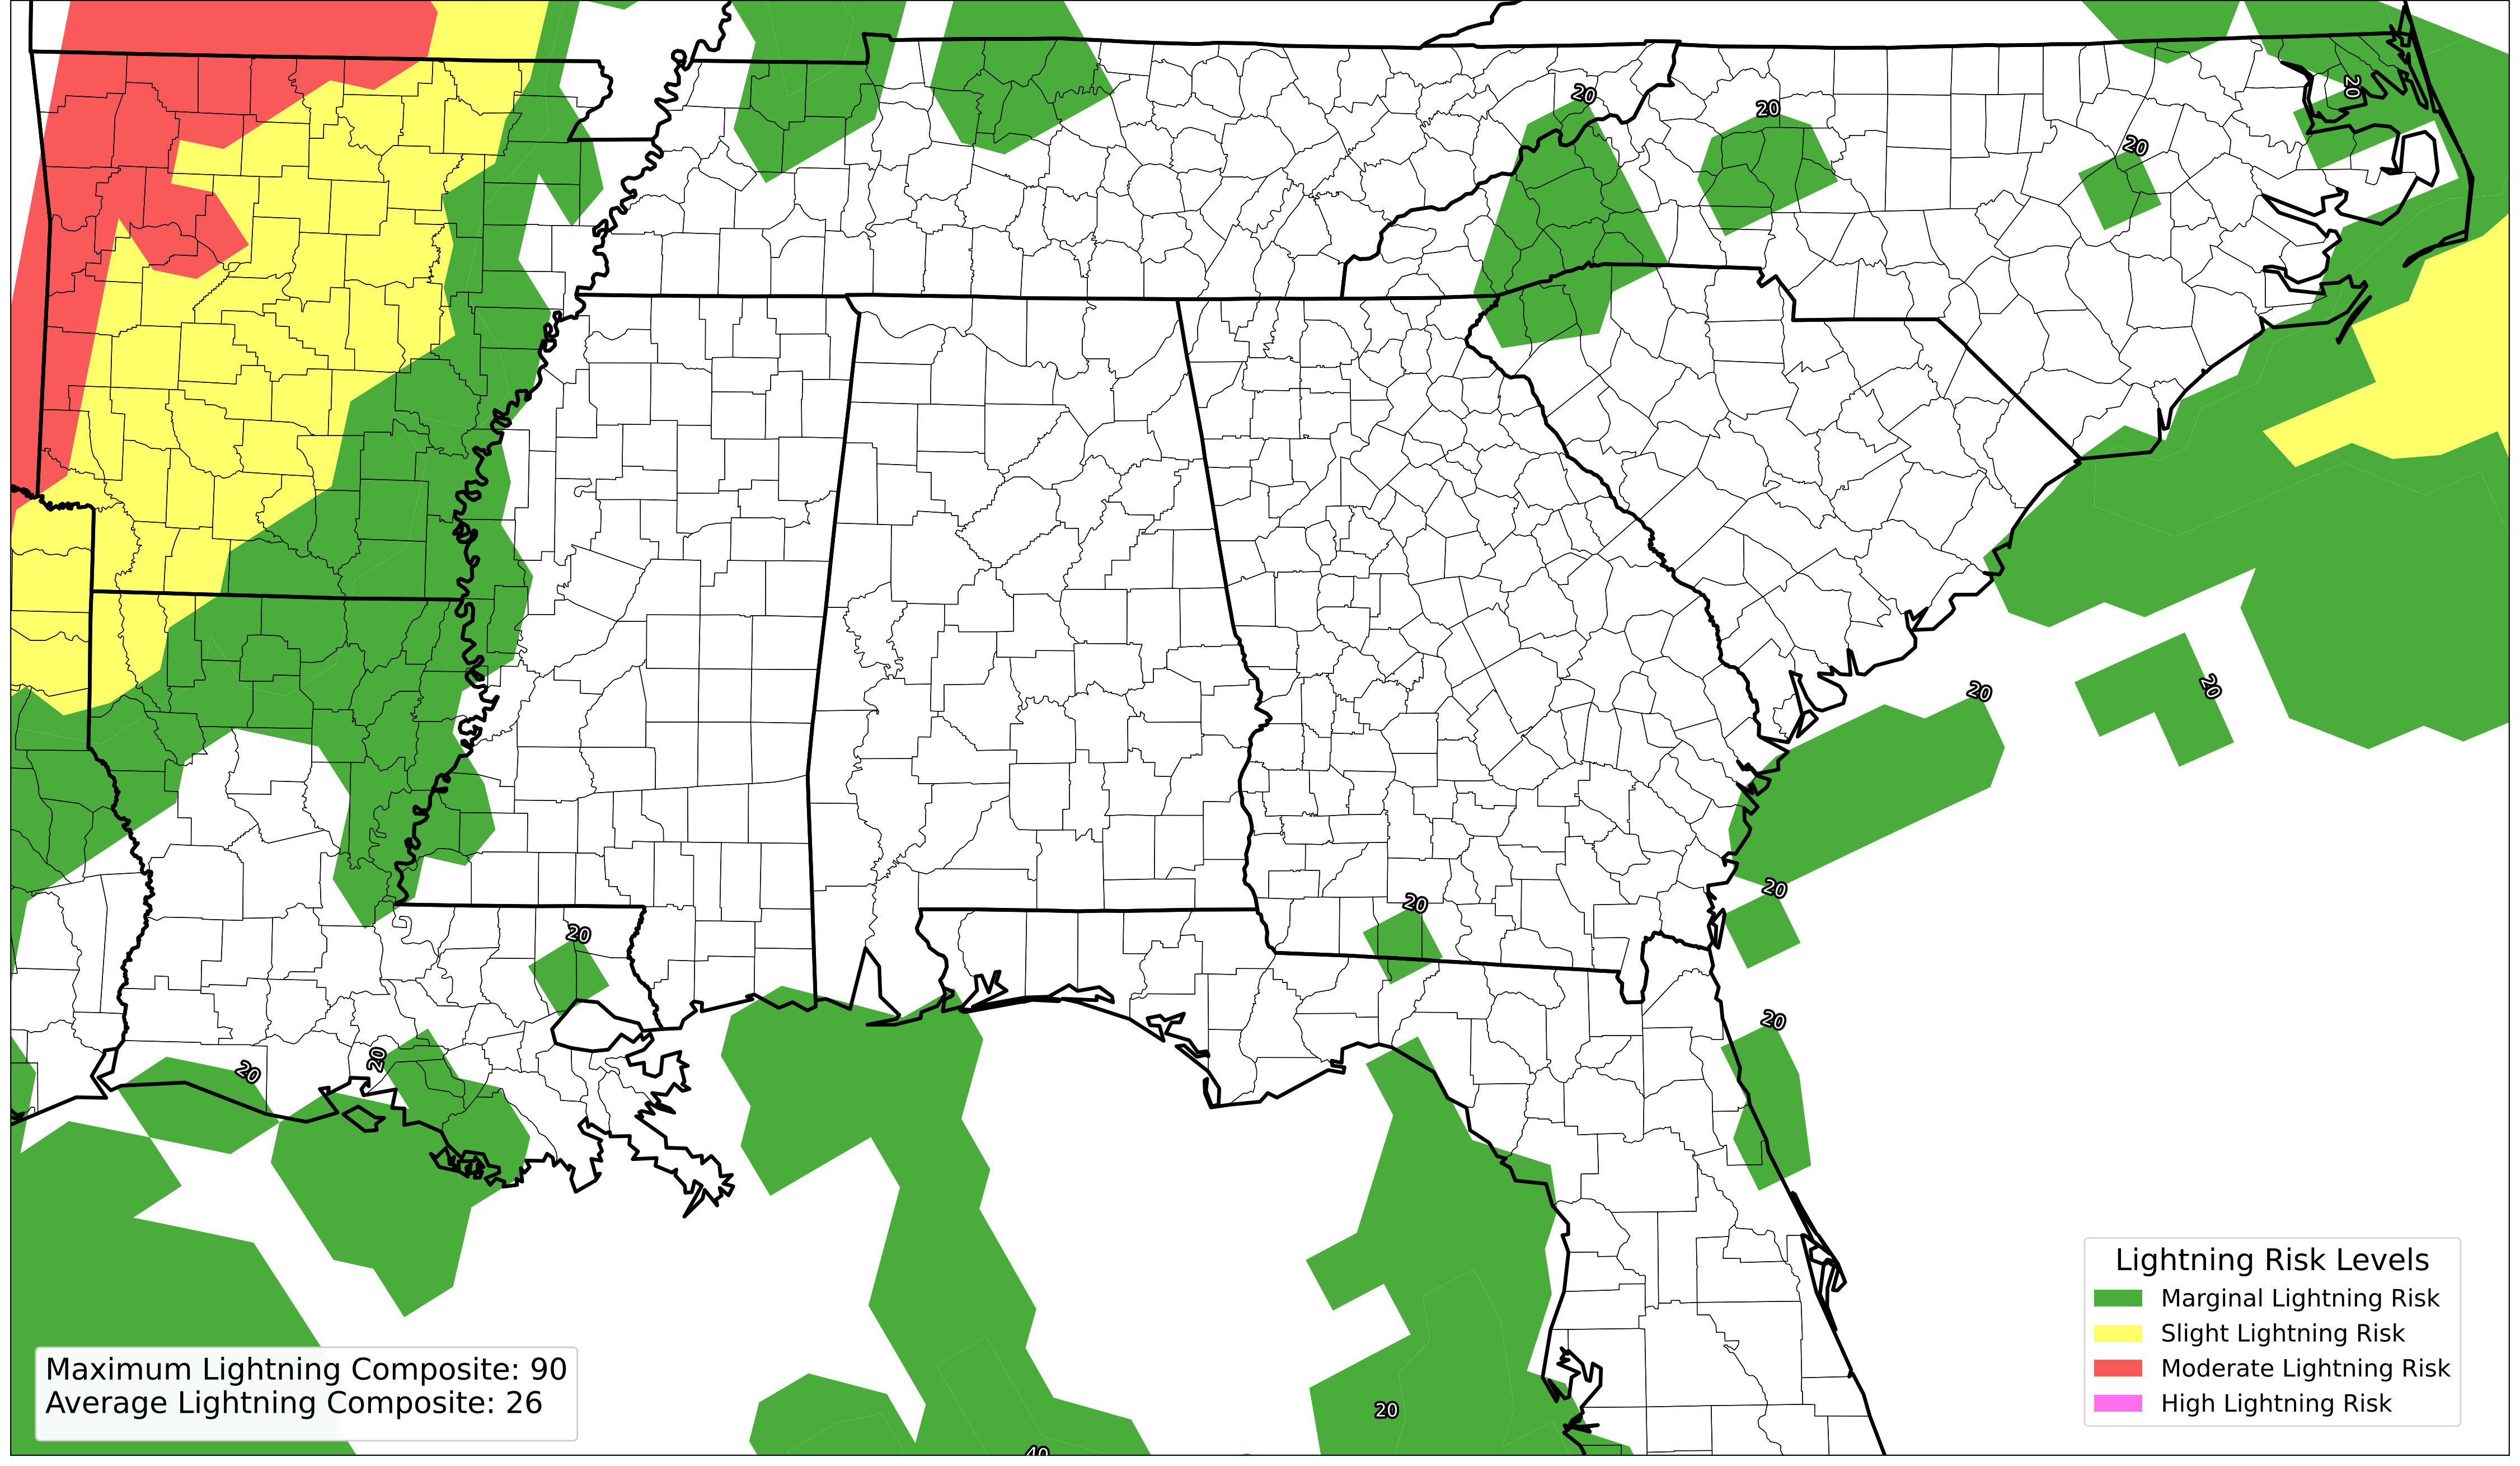 20
20
20
20
20
20
20
20
20
20
20
20
20
Maximum Lightning Composite: 90
Average Lightning Composite: 26
20
40
Lightning Risk Levels
Marginal Lightning Risk
Slight Lightning Risk
Moderate Lightning Risk
High Lightning Risk